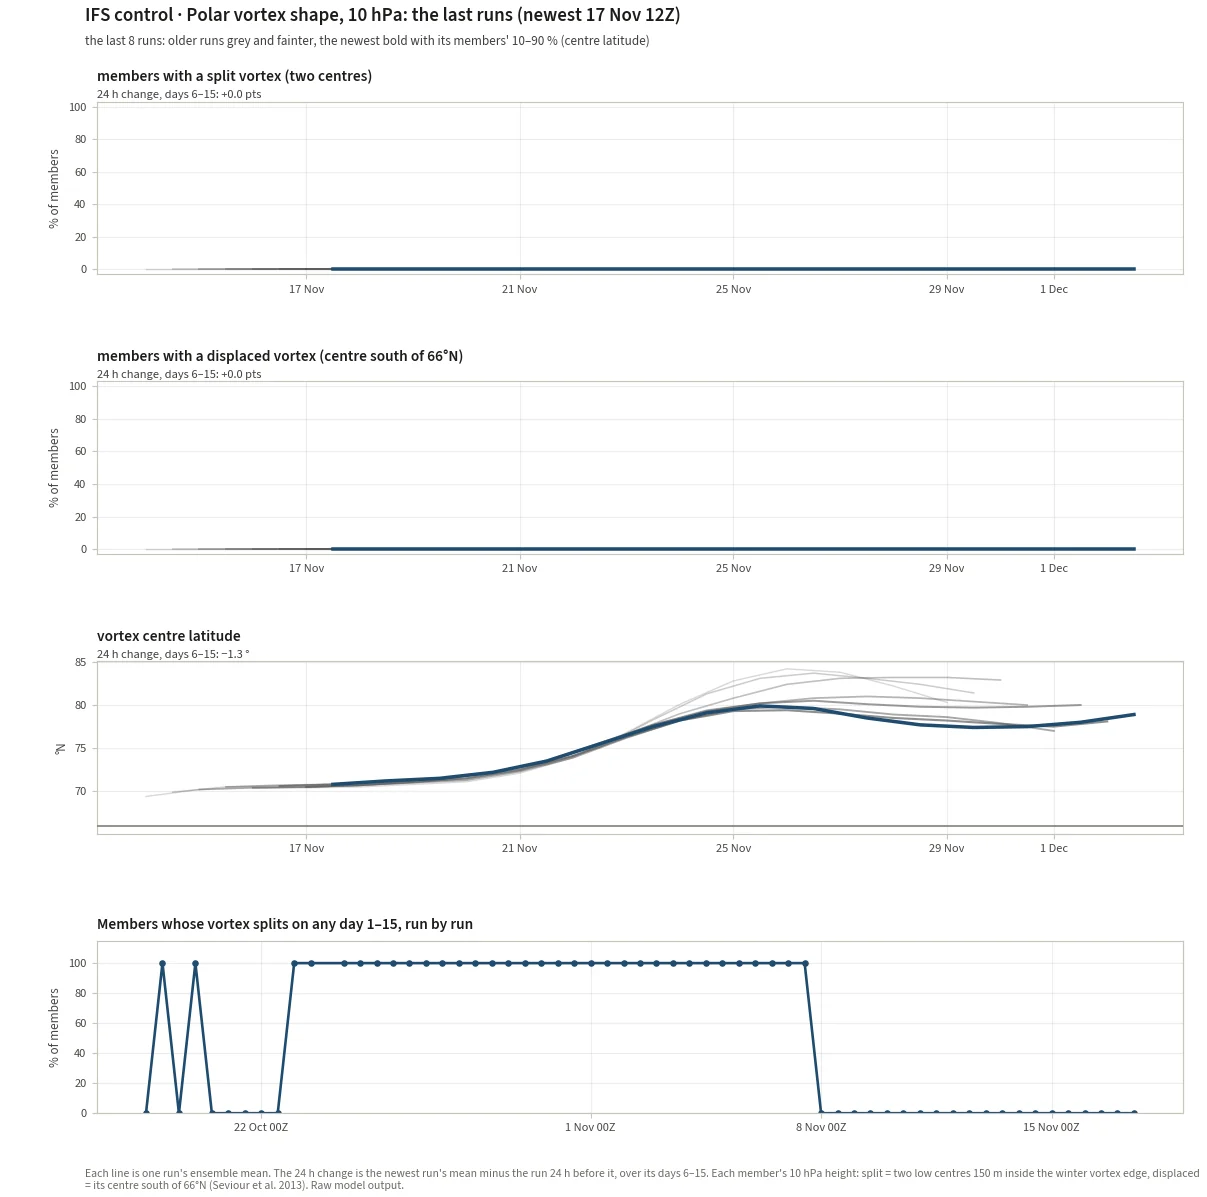 IFS control · Polar vortex shape, 10 hPa: the last runs (newest 17 Nov 12Z)
the last 8 runs: older runs grey and fainter, the newest bold with its members' 10–90 % (centre latitude)
members with a split vortex (two centres)
24 h change, days 6–15: +0.0 pts
100
80
60
40
20
0
% of members
17 Nov
21 Nov
25 Nov
29 Nov
1 Dec
members with a displaced vortex (centre south of 66°N)
24 h change, days 6–15: +0.0 pts
100
80
60
40
20
0
% of members
17 Nov
21 Nov
25 Nov
29 Nov
1 Dec
vortex centre latitude
24 h change, days 6–15: −1.3 °
85
80
75
70
°N
17 Nov
21 Nov
25 Nov
29 Nov
1 Dec
Members whose vortex splits on any day 1–15, run by run
100
80
60
40
20
0
% of members
22 Oct 00Z
1 Nov 00Z
8 Nov 00Z
15 Nov 00Z
Each line is one run's ensemble mean. The 24 h change is the newest run's mean minus the run 24 h before it, over its days 6–15. Each member's 10 hPa height: split = two low centres 150 m inside the winter vortex edge, displaced
= its centre south of 66°N (Seviour et al. 2013). Raw model output.